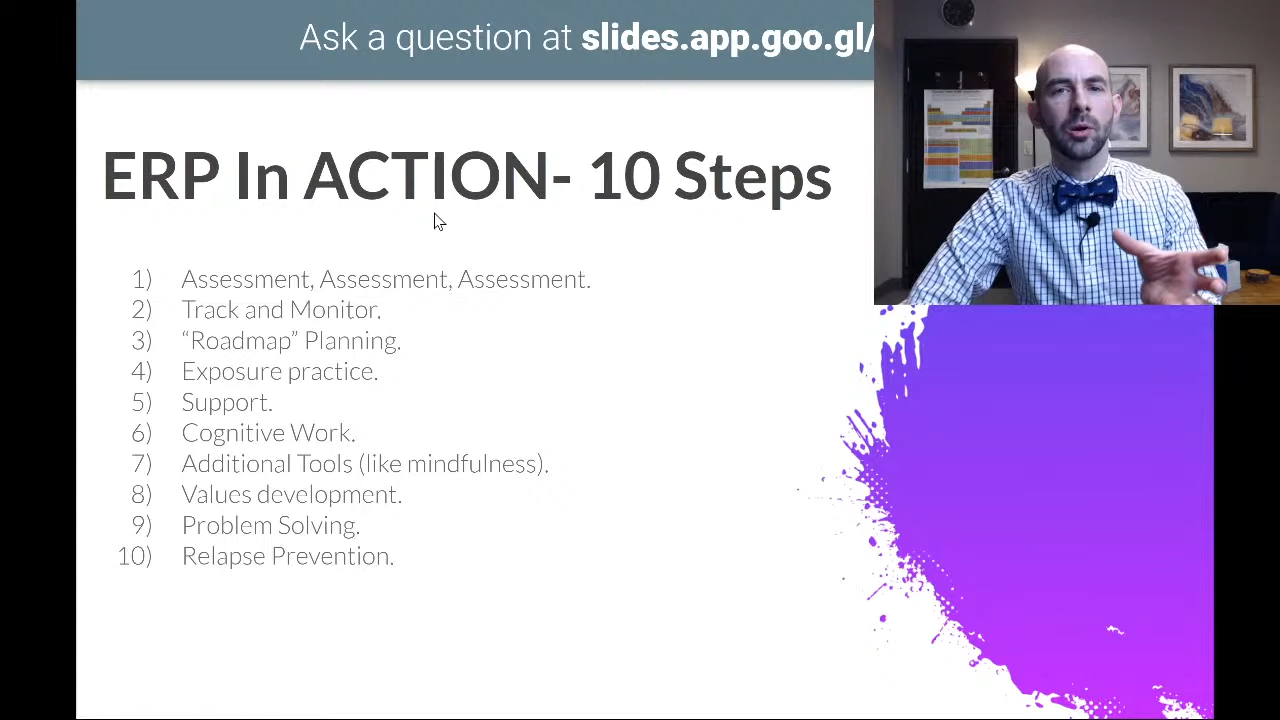 Ask a question at slides.app.goo.gl/
ERP In ACTION- 10 Steps
1) Assessment, Assessment, Assessment.
2) Track and Monitor.
3) “Roadmap” Planning.
4) Exposure practice.
5) Support.
6) Cognitive Work.
7) Additional Tools (like mindfulness).
8) Values development.
9) Problem Solving.
10) Relapse Prevention.